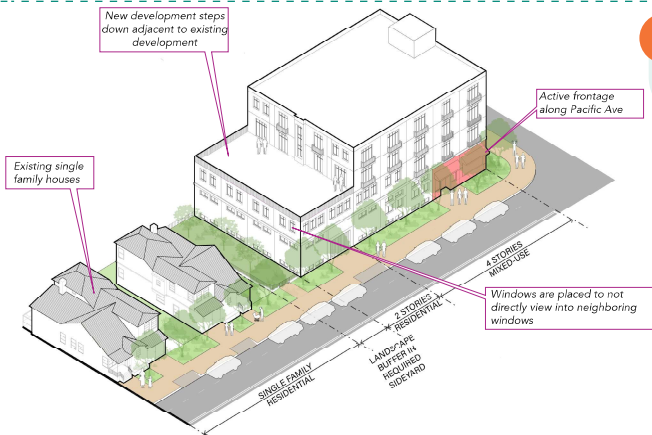 New development steps
down adjacent to existing
development
Active frontage
along Pacific Ave
Existing single
family houses
4 STORIES
MIXED-USE
Windows are placed to not
directly view into neighboring
windows
2 STORIES
RESIDENTIAL
LANDSCAPE
BUFFER IN
REQUIRED
SIDEYARD
SINGLE FAMILY
RESIDENTIAL